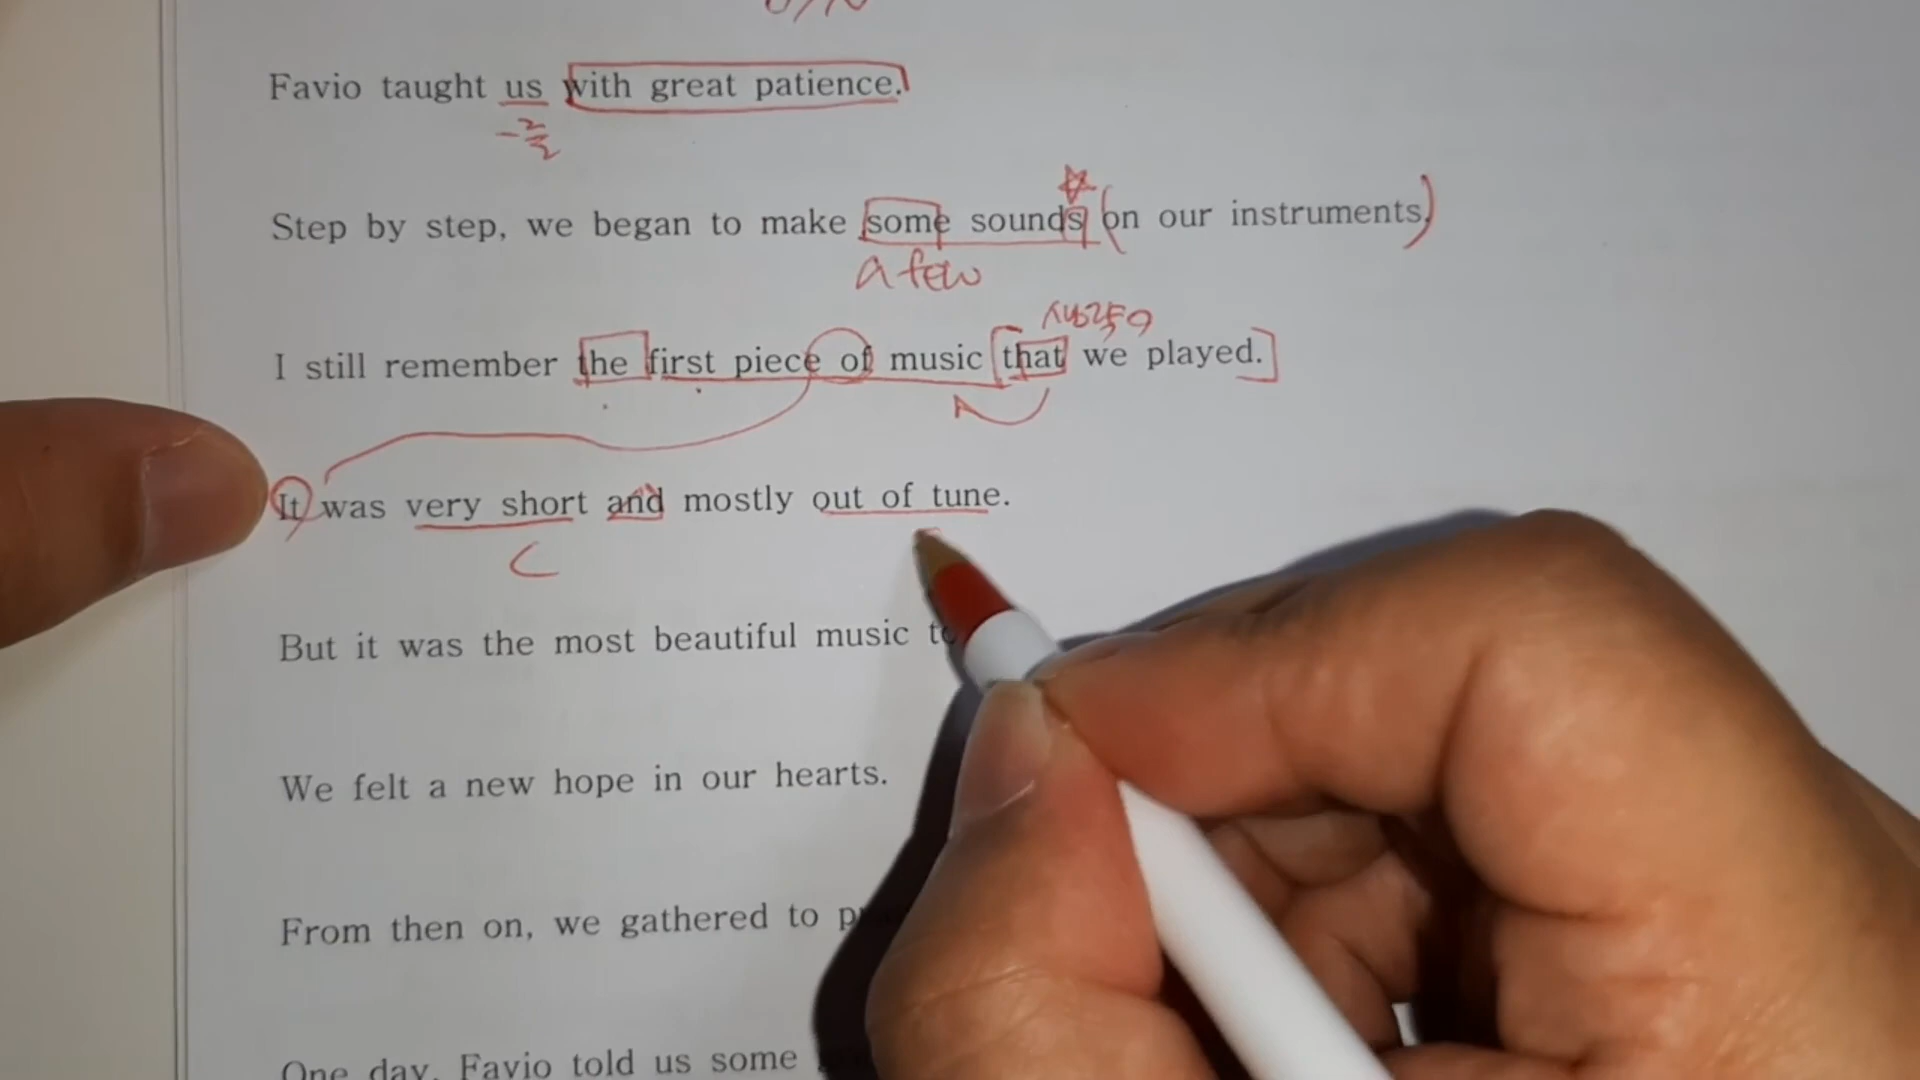 Favio taught us with great patience.
Step by step, we began to make some sounds on our instruments.
a few
생략 O
I still remember the first piece of music that we played.
It was very short and mostly out of tune.
C
But it was the most beautiful music
We felt a new hope in our hearts.
From then on, we gathered to
One day, Favio told us some